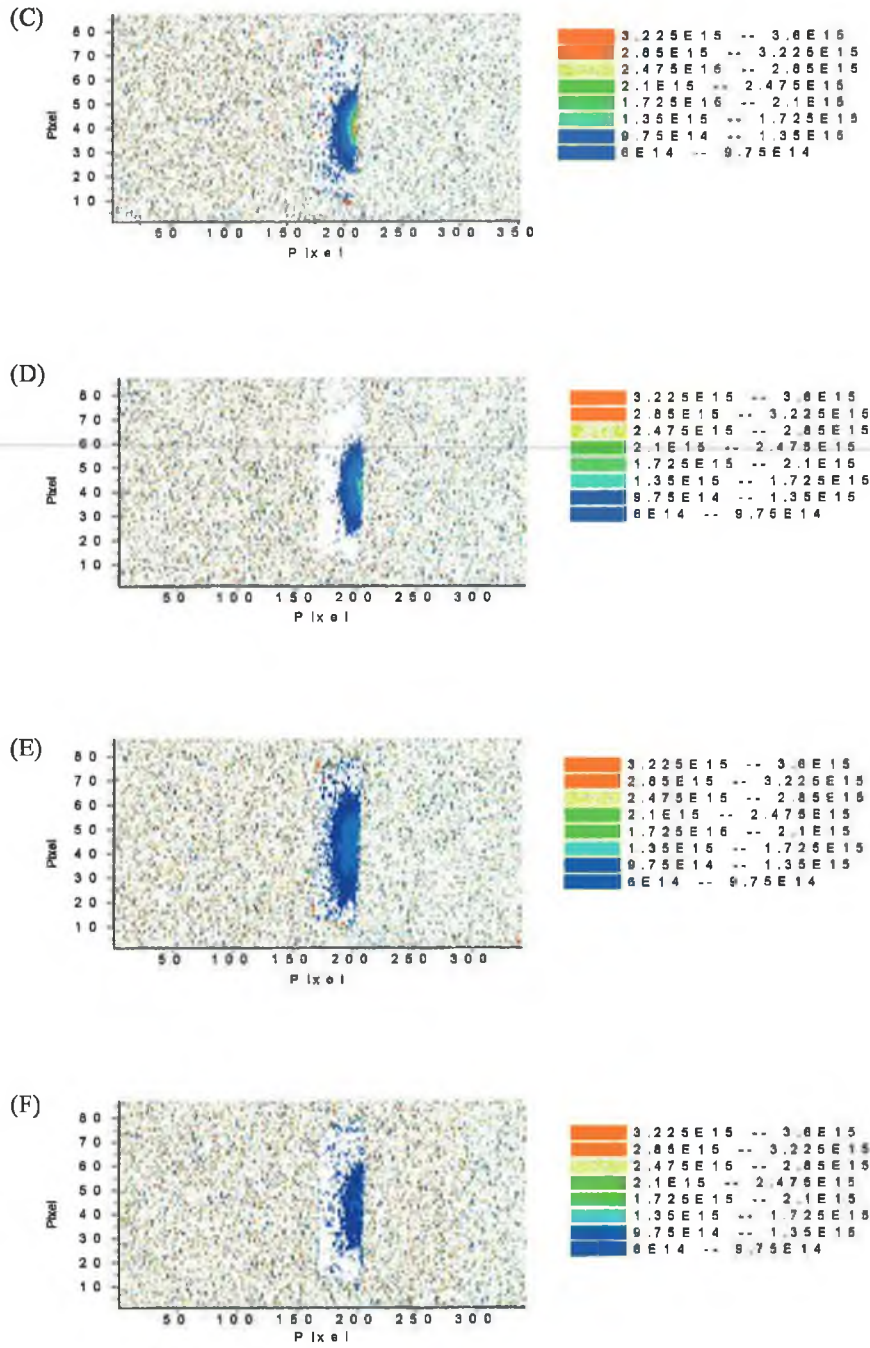 (C)
80
70
60
50
40
30
20
10
Pixel
50 100 150 200 250 300 350
Pixel
3.225E15 -- 3.6E15
2.85E15 -- 3.225E15
2.475E15 -- 2.85E15
2.1E15 -- 2.475E15
1.725E15 -- 2.1E15
1.35E15 -- 1.725E15
9.75E14 -- 1.35E15
6E14 -- 9.75E14
(D)
80
70
60
50
40
30
20
10
Pixel
50 100 150 200 250 300
Pixel
3.225E15 -- 3.6E15
2.85E15 -- 3.225E15
2.475E15 -- 2.85E15
2.1E15 -- 2.475E15
1.725E15 -- 2.1E15
1.35E15 -- 1.725E15
9.75E14 -- 1.35E15
6E14 -- 9.75E14
(E)
80
70
60
50
40
30
20
10
Pixel
50 100 150 200 250 300
Pixel
3.225E15 -- 3.6E15
2.85E15 -- 3.225E15
2.475E15 -- 2.85E15
2.1E15 -- 2.475E15
1.725E15 -- 2.1E15
1.35E15 -- 1.725E15
9.75E14 -- 1.35E15
6E14 -- 9.75E14
(F)
80
70
60
50
40
30
20
10
Pixel
50 100 150 200 250 300
Pixel
3.225E15 -- 3.6E15
2.85E15 -- 3.225E15
2.475E15 -- 2.85E15
2.1E15 -- 2.475E15
1.725E15 -- 2.1E15
1.35E15 -- 1.725E15
9.75E14 -- 1.35E15
6E14 -- 9.75E14